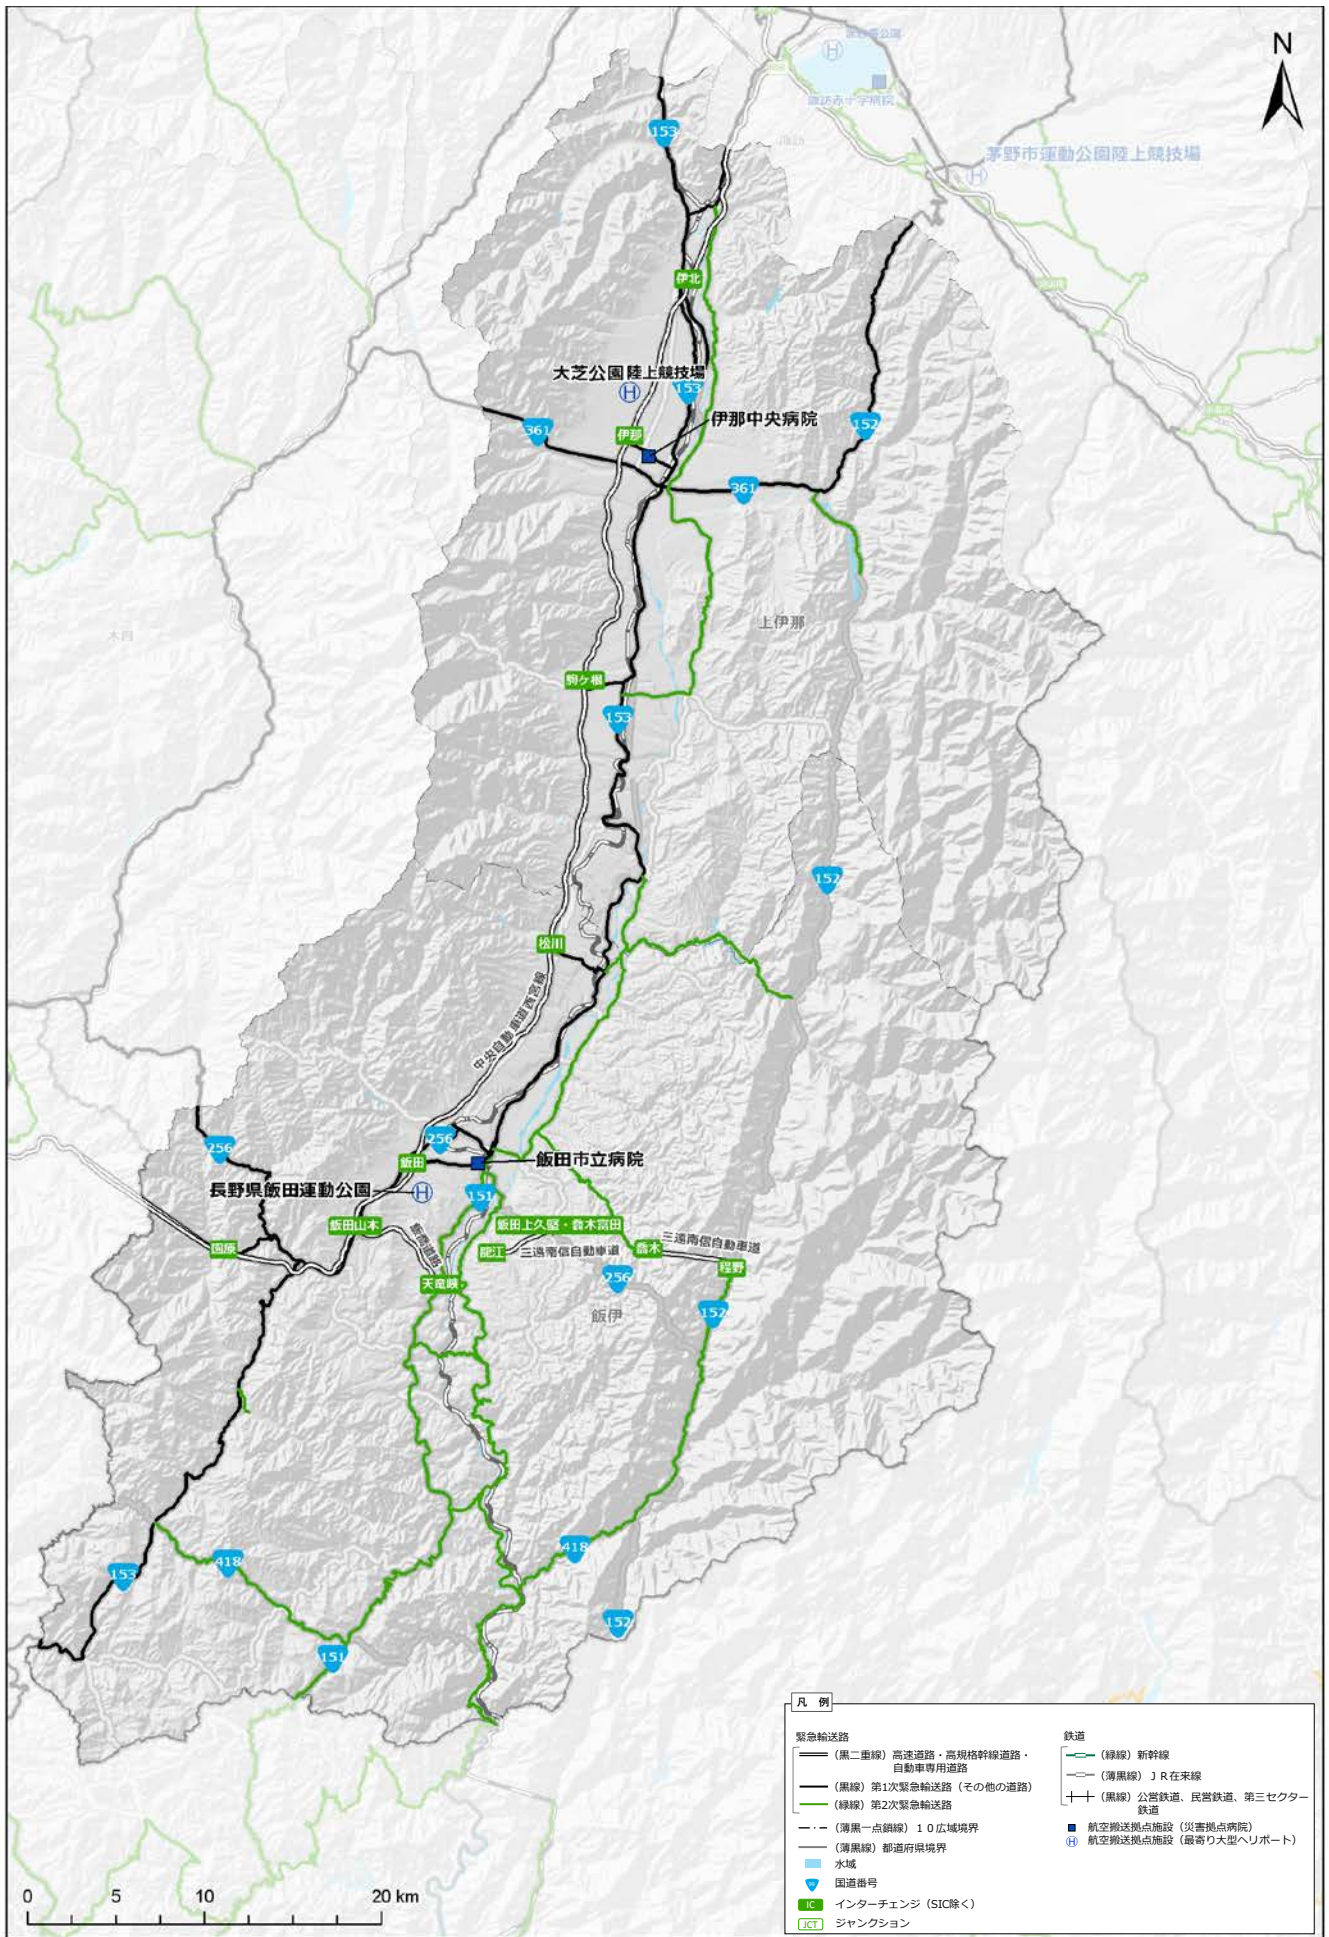 N
茅野市運動公園陸上競技場
諏訪赤十字病院
諏訪
153
伊北
大芝公園陸上競技場
153
伊那中央病院
361
伊那
152
361
上伊那
木曽
駒ケ根
153
152
松川
中央自動車道西宮線
256
256
飯田
飯田市立病院
長野県飯田運動公園
151
飯田山本
飯喬道路
飯田上久堅・喬木富田
園原
龍江
三遠南信自動車道
喬木
三遠南信自動車道
程野
天竜峡
256
飯伊
152
418
418
153
152
151
凡 例
緊急輸送路
(黒二重線) 高速道路・高規格幹線道路・
自動車専用道路
(黒線) 第1次緊急輸送路(その他の道路)
(緑線) 第2次緊急輸送路
(薄黒一点鎖線) 10広域境界
(薄黒線) 都道府県境界
水域
国道番号
IC インターチェンジ(SIC除く)
JCT ジャンクション
鉄道
(緑線) 新幹線
(薄黒線) JR在来線
(黒線) 公営鉄道、民営鉄道、第三セクター
鉄道
航空搬送拠点施設(災害拠点病院)
H 航空搬送拠点施設(最寄り大型ヘリポート)
0 5 10 20 km